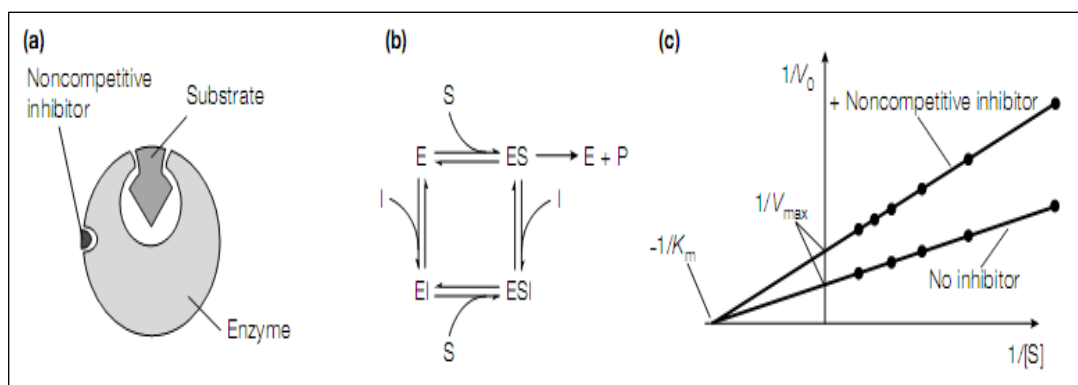 (a)
Noncompetitive
inhibitor
Substrate
Enzyme
(b)
S
E ES E + P
I I
EI ESI
S
(c)
1/V0
+ Noncompetitive inhibitor
1/Vmax
-1/Km
No inhibitor
1/[S]